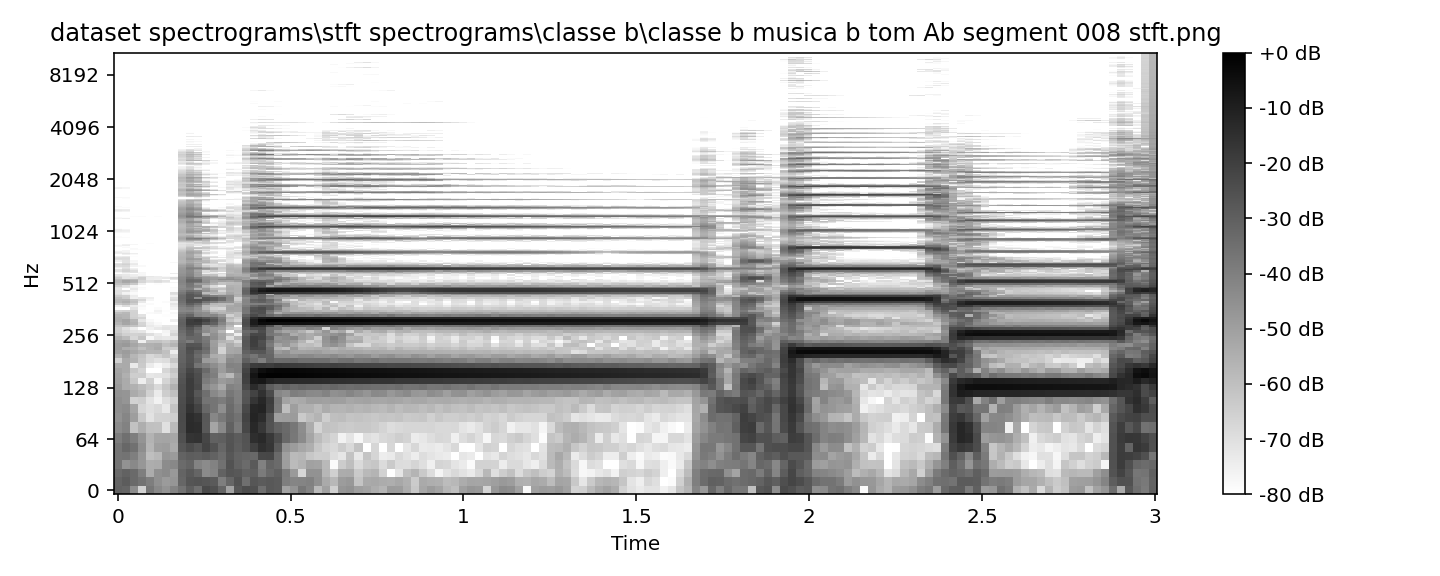 dataset spectrograms\stft spectrograms\classe b\classe b musica b tom Ab segment 008 stft.png
8192
4096
2048
1024
512
256
128
64
0
Hz
0
0.5
1
1.5
2
2.5
3
Time
+0 dB
-10 dB
-20 dB
-30 dB
-40 dB
-50 dB
-60 dB
-70 dB
-80 dB